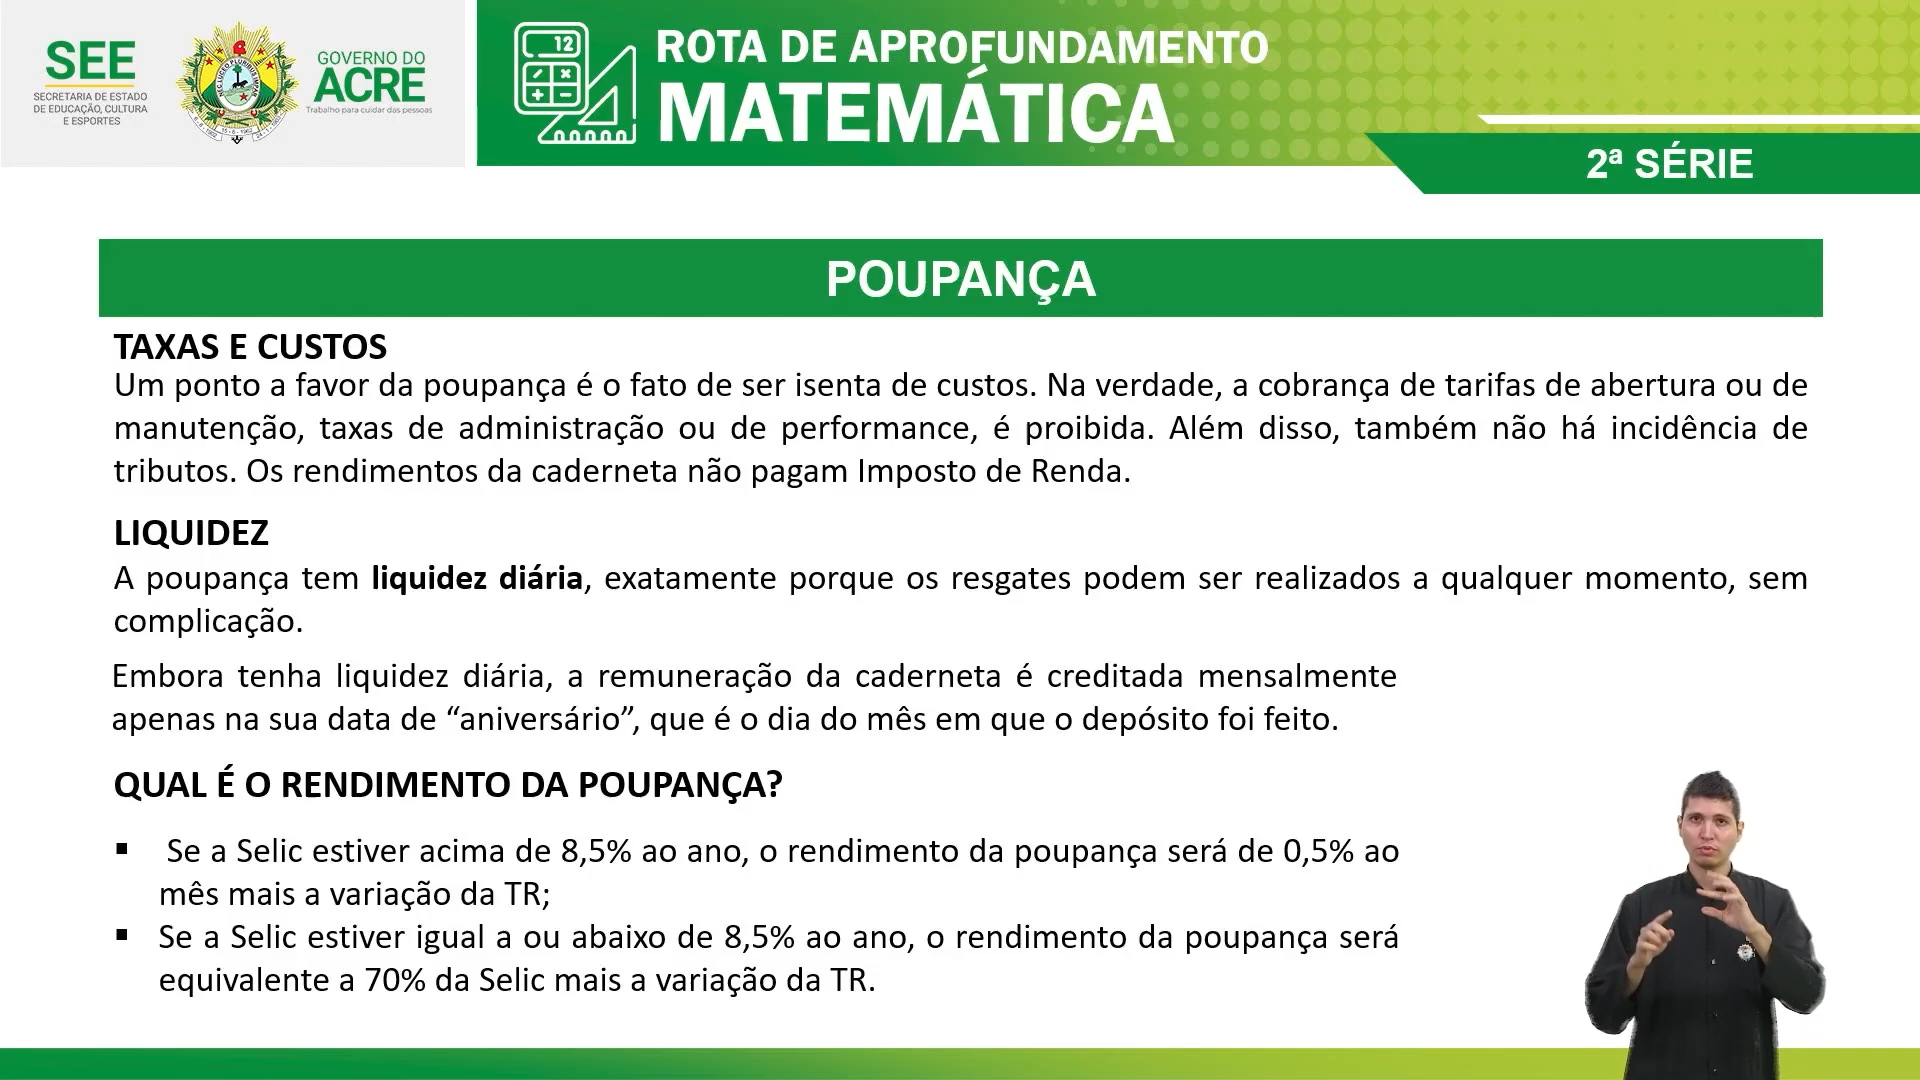 SEE
SECRETARIA DE ESTADO
DE EDUCAÇÃO, CULTURA
E ESPORTES
GOVERNO DO
ACRE
Trabalho para cuidar das pessoas
12
ROTA DE APROFUNDAMENTO
MATEMÁTICA
2ª SÉRIE
POUPANÇA
TAXAS E CUSTOS
Um ponto a favor da poupança é o fato de ser isenta de custos. Na verdade, a cobrança de tarifas de abertura ou de
manutenção, taxas de administração ou de performance, é proibida. Além disso, também não há incidência de
tributos. Os rendimentos da caderneta não pagam Imposto de Renda.
LIQUIDEZ
A poupança tem liquidez diária, exatamente porque os resgates podem ser realizados a qualquer momento, sem
complicação.
Embora tenha liquidez diária, a remuneração da caderneta é creditada mensalmente
apenas na sua data de “aniversário”, que é o dia do mês em que o depósito foi feito.
QUAL É O RENDIMENTO DA POUPANÇA?
▪ Se a Selic estiver acima de 8,5% ao ano, o rendimento da poupança será de 0,5% ao
mês mais a variação da TR;
▪ Se a Selic estiver igual a ou abaixo de 8,5% ao ano, o rendimento da poupança será
equivalente a 70% da Selic mais a variação da TR.